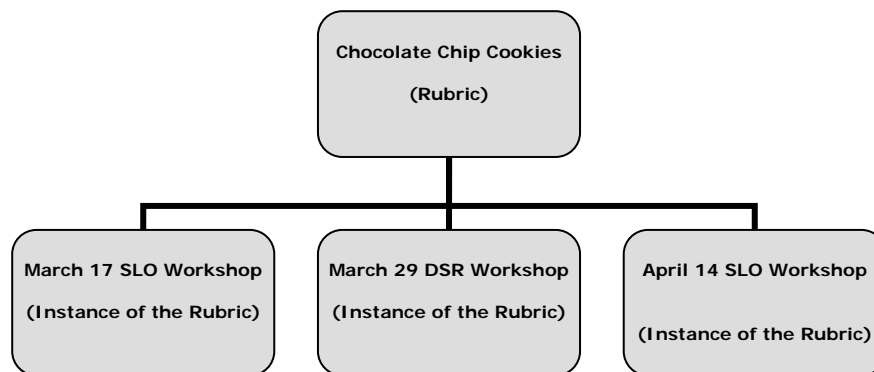 Chocolate Chip Cookies
(Rubric)
March 17 SLO Workshop
(Instance of the Rubric)
March 29 DSR Workshop
(Instance of the Rubric)
April 14 SLO Workshop
(Instance of the Rubric)